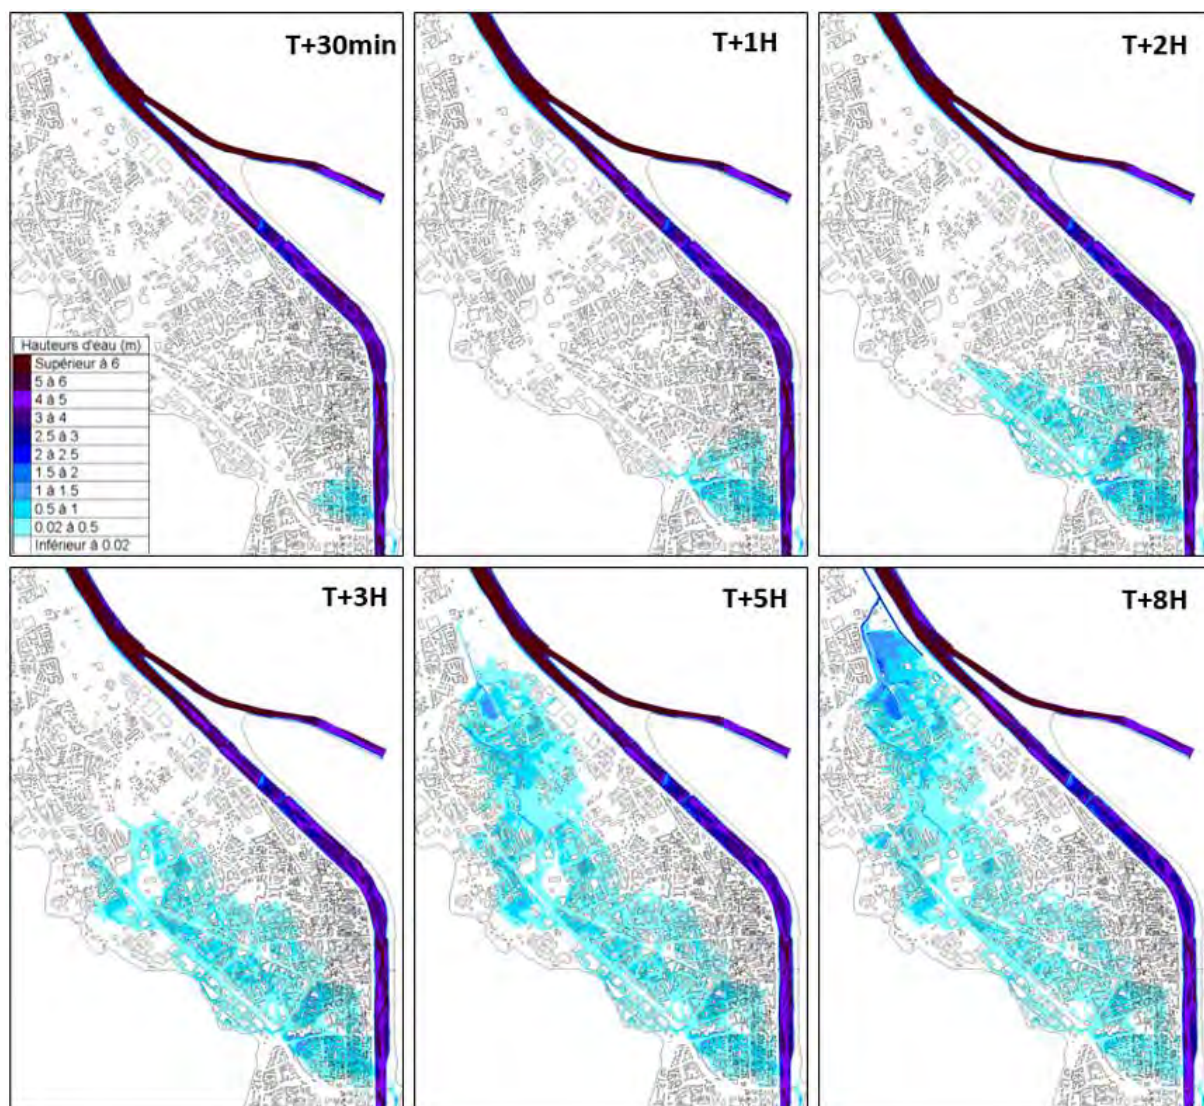 T+30min
T+1H
T+2H
Hauteurs d'eau (m)
Supérieur à 6
5 à 6
4 à 5
3 à 4
2.5 à 3
2 à 2.5
1.5 à 2
1 à 1.5
0.5 à 1
0.02 à 0.5
Inférieur à 0.02
T+3H
T+5H
T+8H